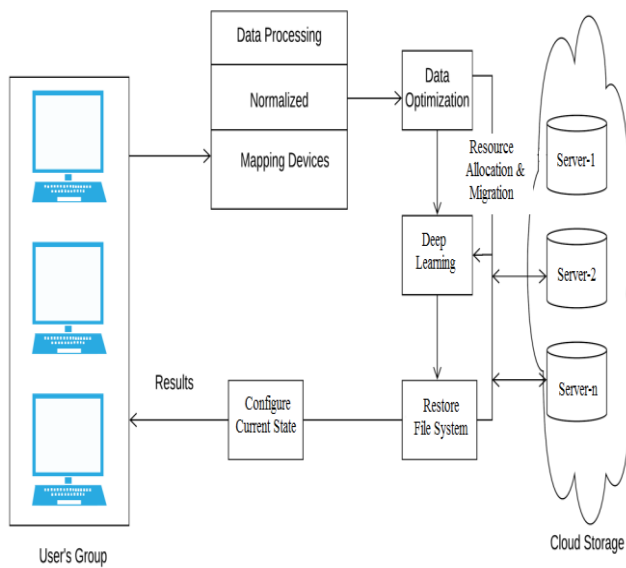 Data Processing
Normalized
Mapping Devices
Data
Optimization
Resource
Allocation &
Migration
Server-1
Deep
Learning
Server-2
Server-n
Results
Configure
Current State
Restore
File System
User's Group
Cloud Storage